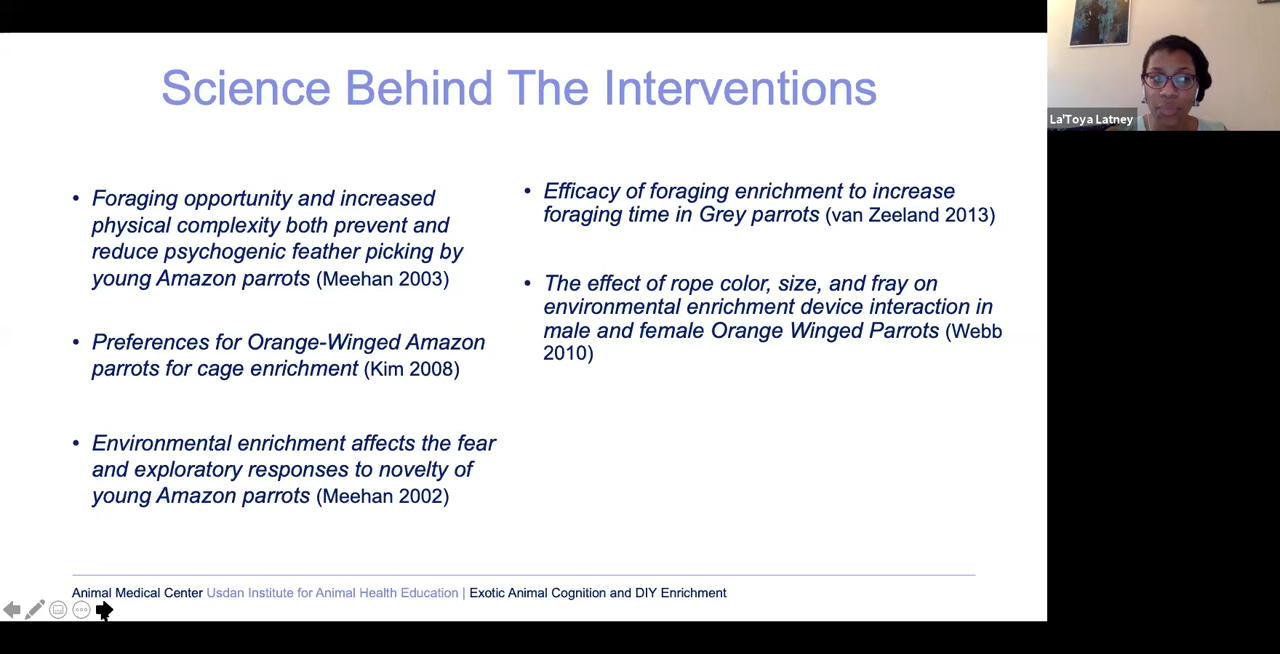 Science Behind The Interventions
• Foraging opportunity and increased
physical complexity both prevent and
reduce psychogenic feather picking by
young Amazon parrots (Meehan 2003)
• Preferences for Orange-Winged Amazon
parrots for cage enrichment (Kim 2008)
• Environmental enrichment affects the fear
and exploratory responses to novelty of
young Amazon parrots (Meehan 2002)
• Efficacy of foraging enrichment to increase
foraging time in Grey parrots (van Zeeland 2013)
• The effect of rope color, size, and fray on
environmental enrichment device interaction in
male and female Orange Winged Parrots (Webb
2010)
Animal Medical Center Usdan Institute for Animal Health Education | Exotic Animal Cognition and DIY Enrichment
La'Toya Latney